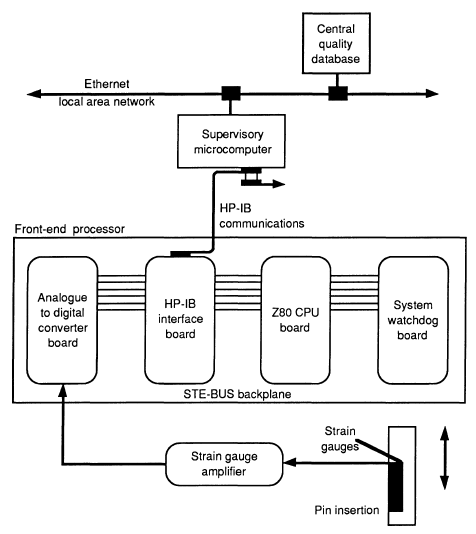 Central
quality
database
Ethernet
local area network
Supervisory
microcomputer
HP-IB
communications
Front-end processor
Analogue
to digital
converter
board
HP-IB
interface
board
Z80 CPU
board
System
watchdog
board
STE-BUS backplane
Strain
gauges
Strain gauge
amplifier
Pin insertion